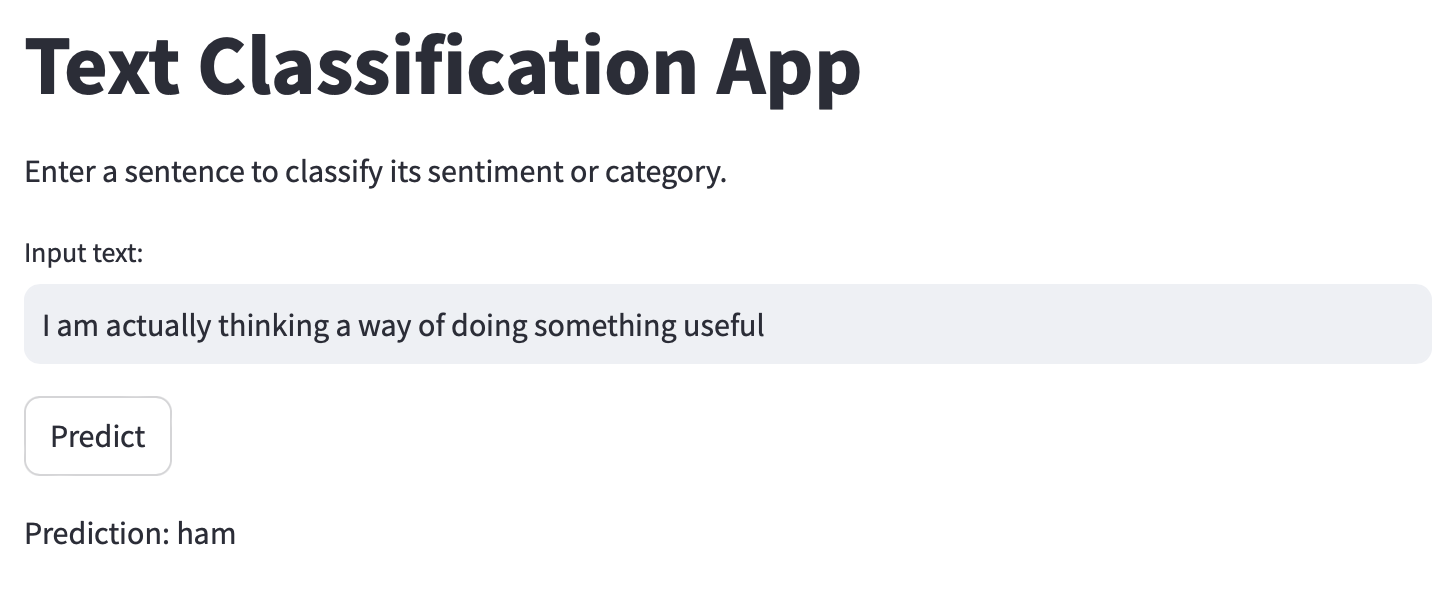 Text Classification App
Enter a sentence to classify its sentiment or category.
Input text:
I am actually thinking a way of doing something useful
Predict
Prediction: ham